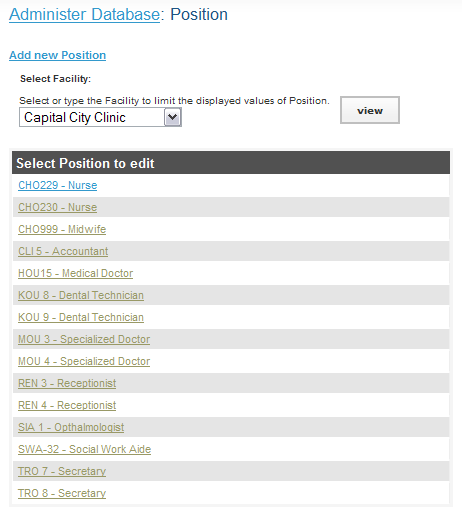 Administer Database: Position
Add new Position
Select Facility:
Select or type the Facility to limit the displayed values of Position.
Capital City Clinic
view
Select Position to edit
CHO229 - Nurse
CHO230 - Nurse
CHO999 - Midwife
CLI 5 - Accountant
HOU15 - Medical Doctor
KOU 8 - Dental Technician
KOU 9 - Dental Technician
MOU 3 - Specialized Doctor
MOU 4 - Specialized Doctor
REN 3 - Receptionist
REN 4 - Receptionist
SIA 1 - Opthalmologist
SWA-32 - Social Work Aide
TRO 7 - Secretary
TRO 8 - Secretary